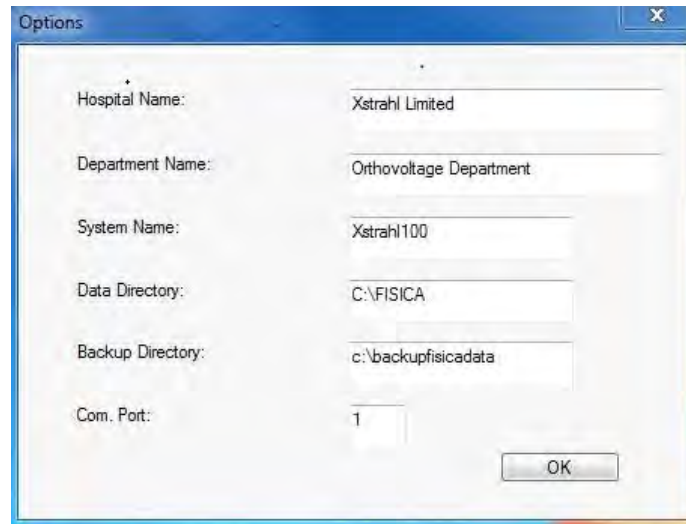 Options
Hospital Name: Xstrahl Limited
Department Name: Orthovoltage Department
System Name: Xstrahl100
Data Directory: C:\FISICA
Backup Directory: c:\backupfisicadata
Com. Port: 1
OK